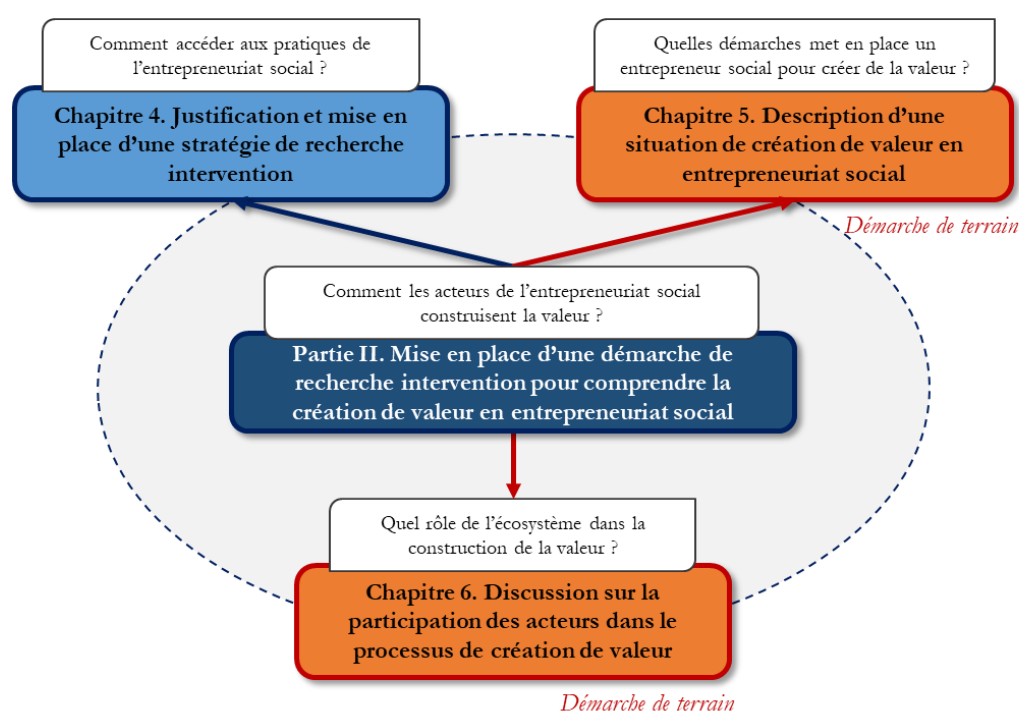 Comment accéder aux pratiques de
l'entrepreneuriat social ?
Chapitre 4. Justification et mise en
place d'une stratégie de recherche
intervention
Quelles démarches met en place un
entrepreneur social pour créer de la valeur ?
Chapitre 5. Description d'une
situation de création de valeur en
entrepreneuriat social
Démarche de terrain
Comment les acteurs de l'entrepreneuriat social
construisent la valeur ?
Partie II. Mise en place d'une démarche de
recherche intervention pour comprendre la
création de valeur en entrepreneuriat social
Quel rôle de l'écosystème dans la
construction de la valeur ?
Chapitre 6. Discussion sur la
participation des acteurs dans le
processus de création de valeur
Démarche de terrain